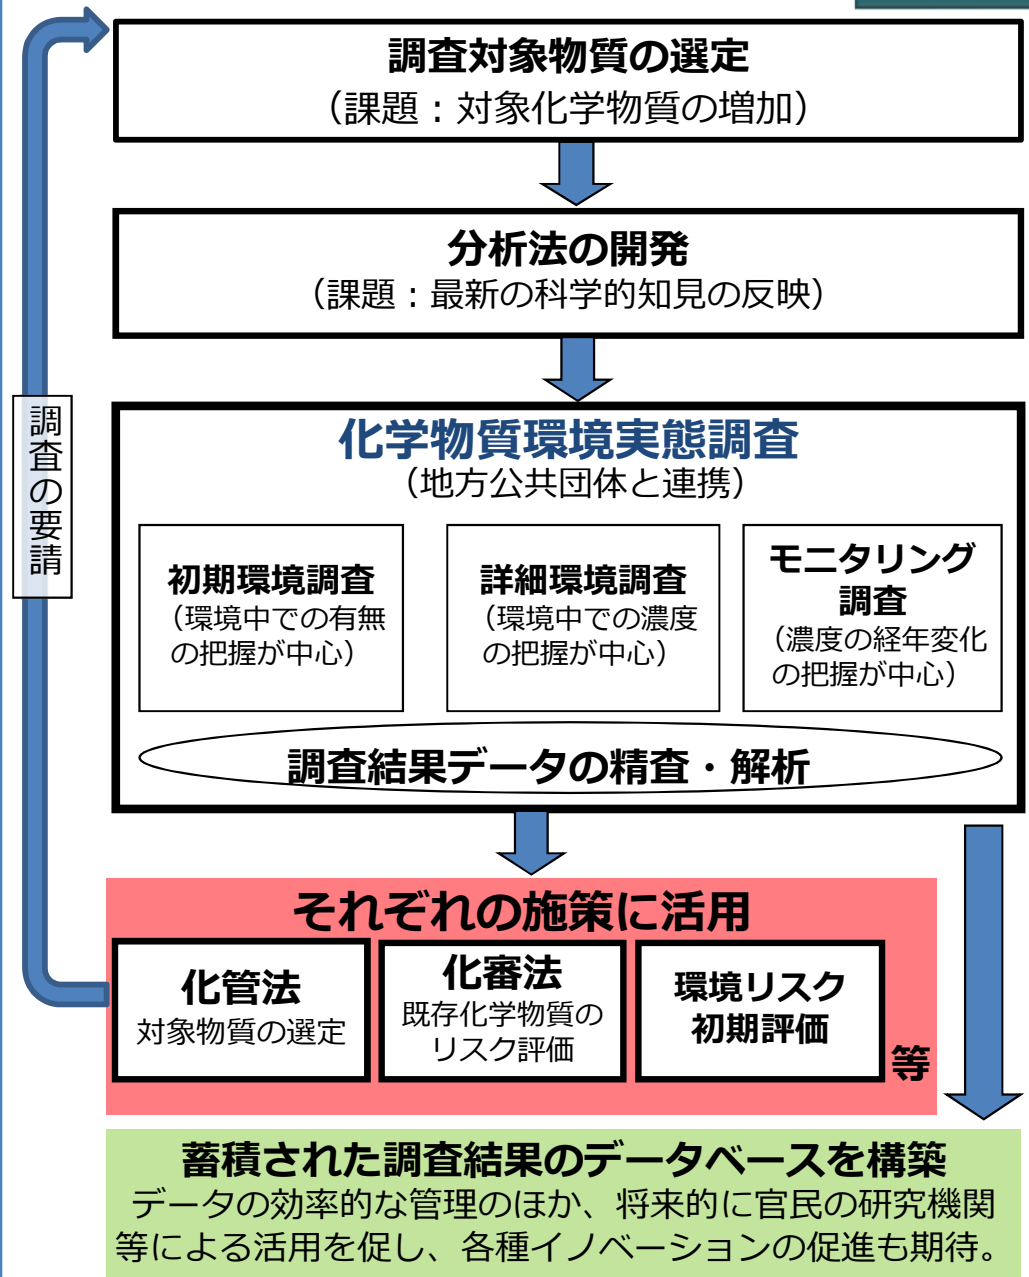 調査対象物質の選定
（課題：対象化学物質の増加）
分析法の開発
（課題：最新の科学的知見の反映）
調査の要請
化学物質環境実態調査
（地方公共団体と連携）
初期環境調査
（環境中での有無
の把握が中心）
詳細環境調査
（環境中での濃度
の把握が中心）
モニタリング
調査
（濃度の経年変化
の把握が中心）
調査結果データの精査・解析
それぞれの施策に活用
化管法
対象物質の選定
化審法
既存化学物質の
リスク評価
環境リスク
初期評価
等
蓄積された調査結果のデータベースを構築
データの効率的な管理のほか、将来的に官民の研究機関
等による活用を促し、各種イノベーションの促進も期待。